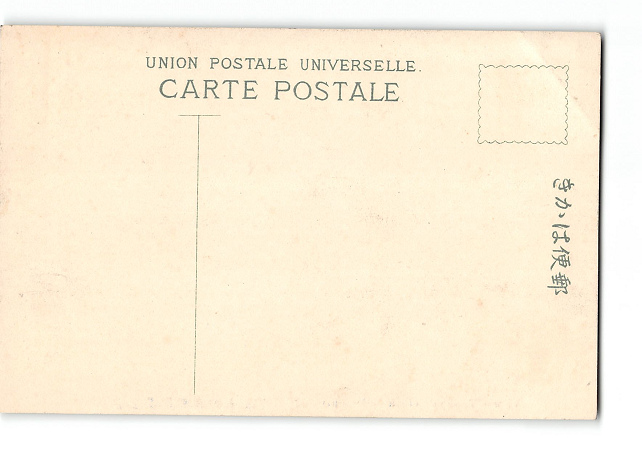 UNION POSTALE UNIVERSELLE.
CARTE POSTALE
きかは便郵